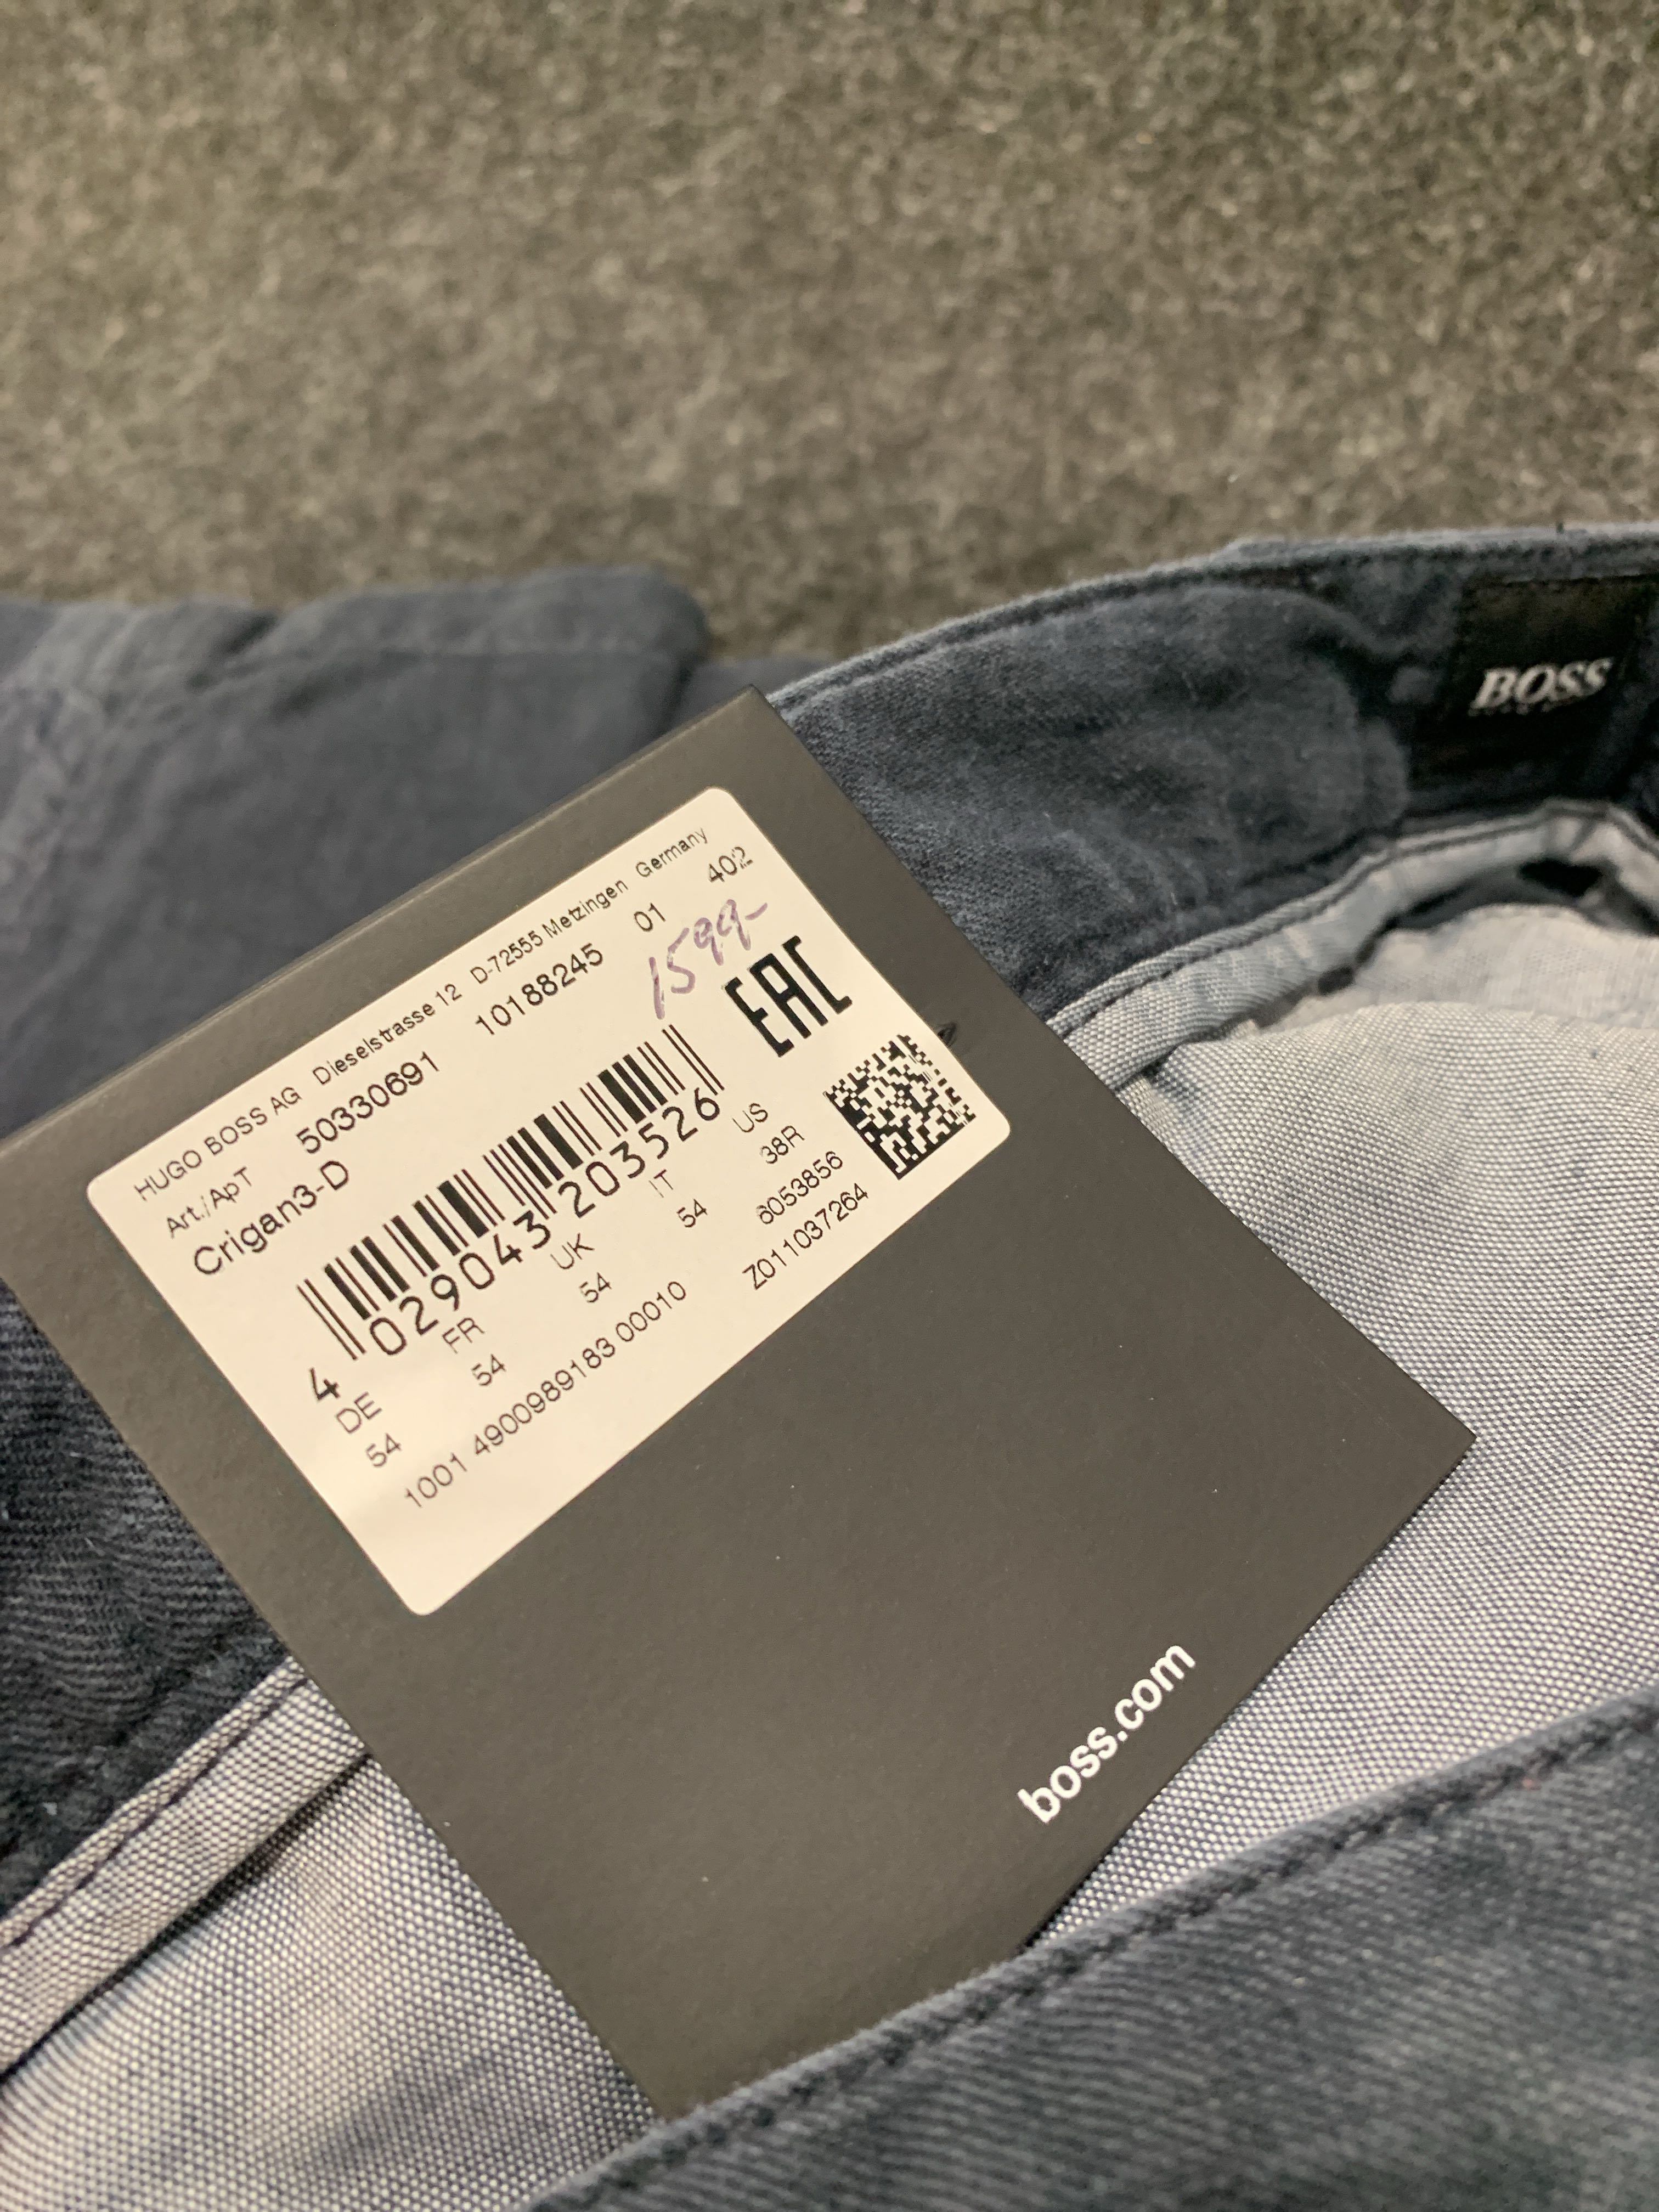 BOSS
HUGO BOSS AG Dieselstrasse 12 D-72555 Metzingen Germany
Art./ApT 50330691 10188245 01 402
Crigan3-D
1599-
EAC
4 029043 203526
DE FR UK IT US
54 54 54 54 38R
6053856
1001 4900989183 00010 Z011037264
boss.com